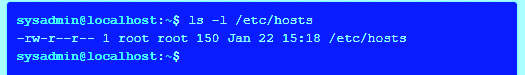 sysadmin@localhost:~$ ls -l /etc/hosts
-rw-r--r-- 1 root root 150 Jan 22 15:18 /etc/hosts
sysadmin@localhost:~$